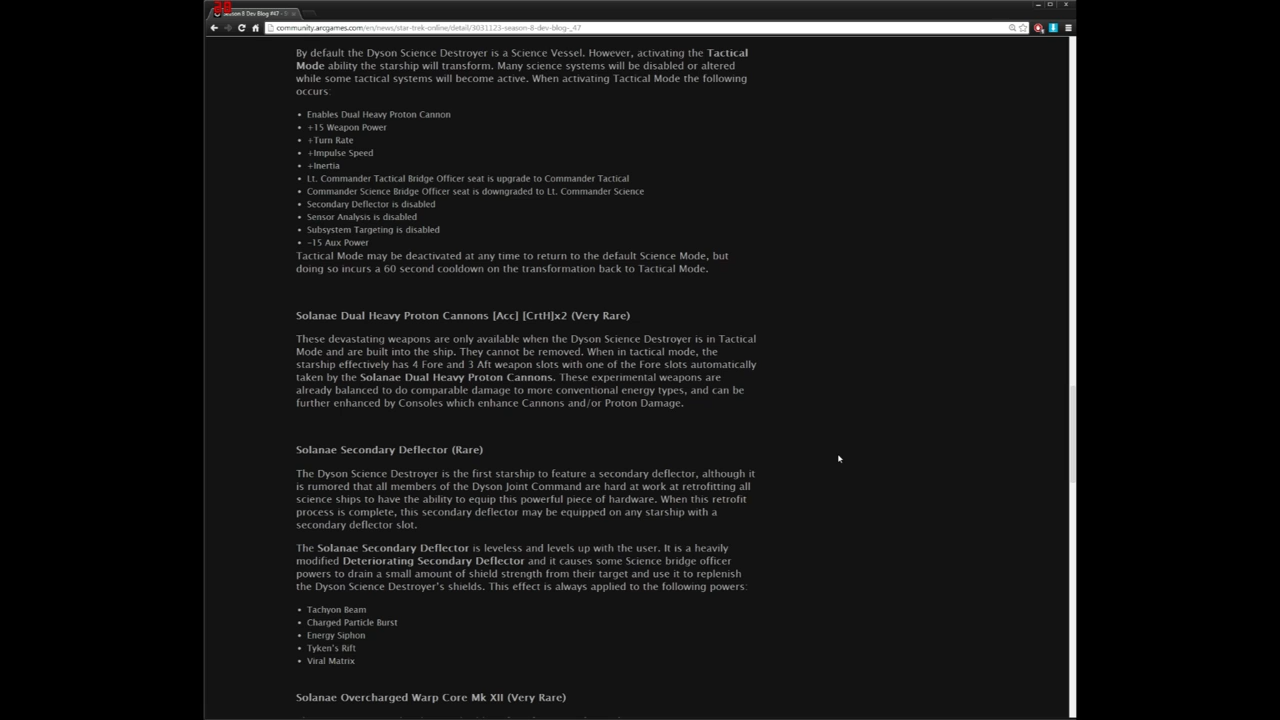 Season 8 Dev Blog #47
community.arcgames.com/en/news/star-trek-online/detail/3031123-season-8-dev-blog-_47
By default the Dyson Science Destroyer is a Science Vessel. However, activating the Tactical
Mode ability the starship will transform. Many science systems will be disabled or altered
while some tactical systems will become active. When activating Tactical Mode the following
occurs:
• Enables Dual Heavy Proton Cannon
• +15 Weapon Power
• +Turn Rate
• +Impulse Speed
• +Inertia
• Lt. Commander Tactical Bridge Officer seat is upgrade to Commander Tactical
• Commander Science Bridge Officer seat is downgraded to Lt. Commander Science
• Secondary Deflector is disabled
• Sensor Analysis is disabled
• Subsystem Targeting is disabled
• -15 Aux Power
Tactical Mode may be deactivated at any time to return to the default Science Mode, but
doing so incurs a 60 second cooldown on the transformation back to Tactical Mode.
Solanae Dual Heavy Proton Cannons [Acc] [CrtH]x2 (Very Rare)
These devastating weapons are only available when the Dyson Science Destroyer is in Tactical
Mode and are built into the ship. They cannot be removed. When in tactical mode, the
starship effectively has 4 Fore and 3 Aft weapon slots with one of the Fore slots automatically
taken by the Solanae Dual Heavy Proton Cannons. These experimental weapons are
already balanced to do comparable damage to more conventional energy types, and can be
further enhanced by Consoles which enhance Cannons and/or Proton Damage.
Solanae Secondary Deflector (Rare)
The Dyson Science Destroyer is the first starship to feature a secondary deflector, although it
is rumored that all members of the Dyson Joint Command are hard at work at retrofitting all
science ships to have the ability to equip this powerful piece of hardware. When this retrofit
process is complete, this secondary deflector may be equipped on any starship with a
secondary deflector slot.
The Solanae Secondary Deflector is leveless and levels up with the user. It is a heavily
modified Deteriorating Secondary Deflector and it causes some Science bridge officer
powers to drain a small amount of shield strength from their target and use it to replenish
the Dyson Science Destroyer's shields. This effect is always applied to the following powers:
• Tachyon Beam
• Charged Particle Burst
• Energy Siphon
• Tyken's Rift
• Viral Matrix
Solanae Overcharged Warp Core Mk XII (Very Rare)